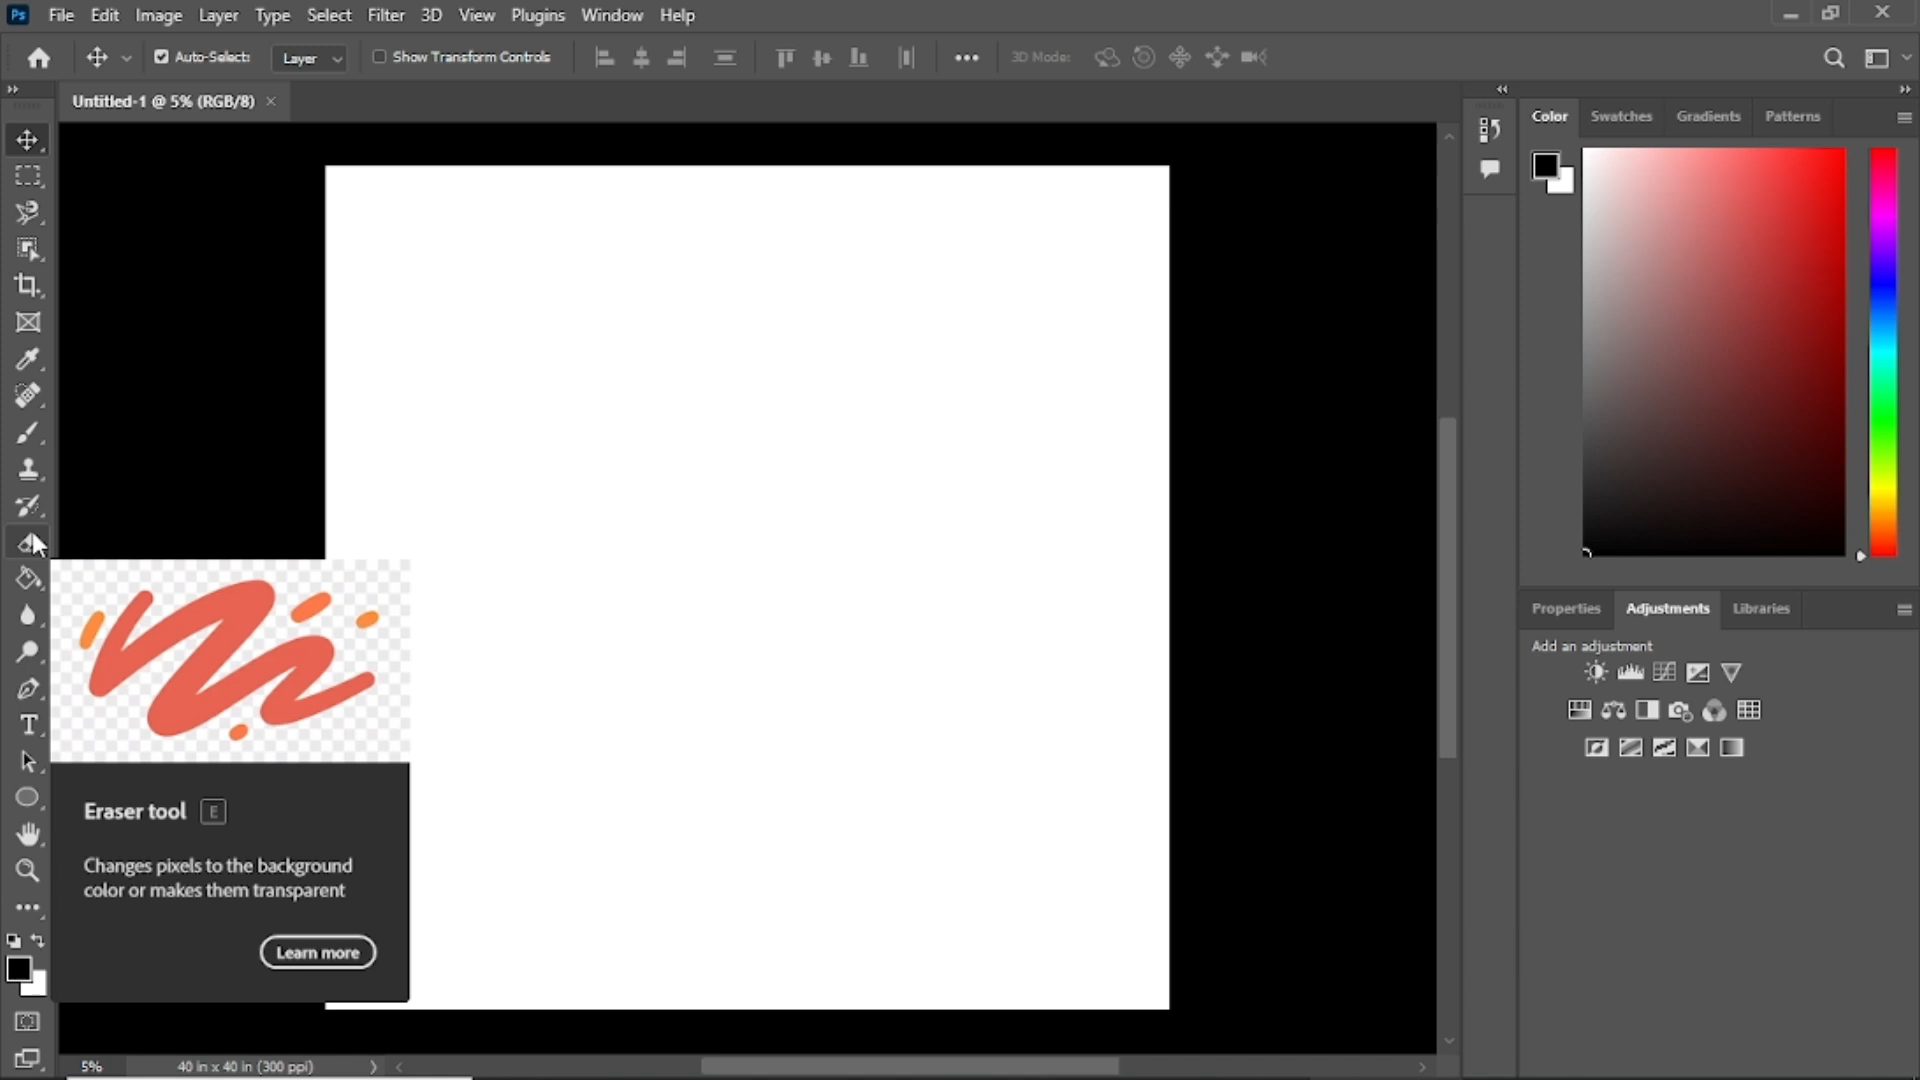 Ps File Edit Image Layer Type Select Filter 3D View Plugins Window Help
Auto-Select: Layer Show Transform Controls 3D Mode:
Untitled-1 @ 5% (RGB/8)
Color Swatches Gradients Patterns
Properties Adjustments Libraries
Add an adjustment
T
Eraser tool E
Changes pixels to the background
color or makes them transparent
Learn more
5% 40 in x 40 in (300 ppi)